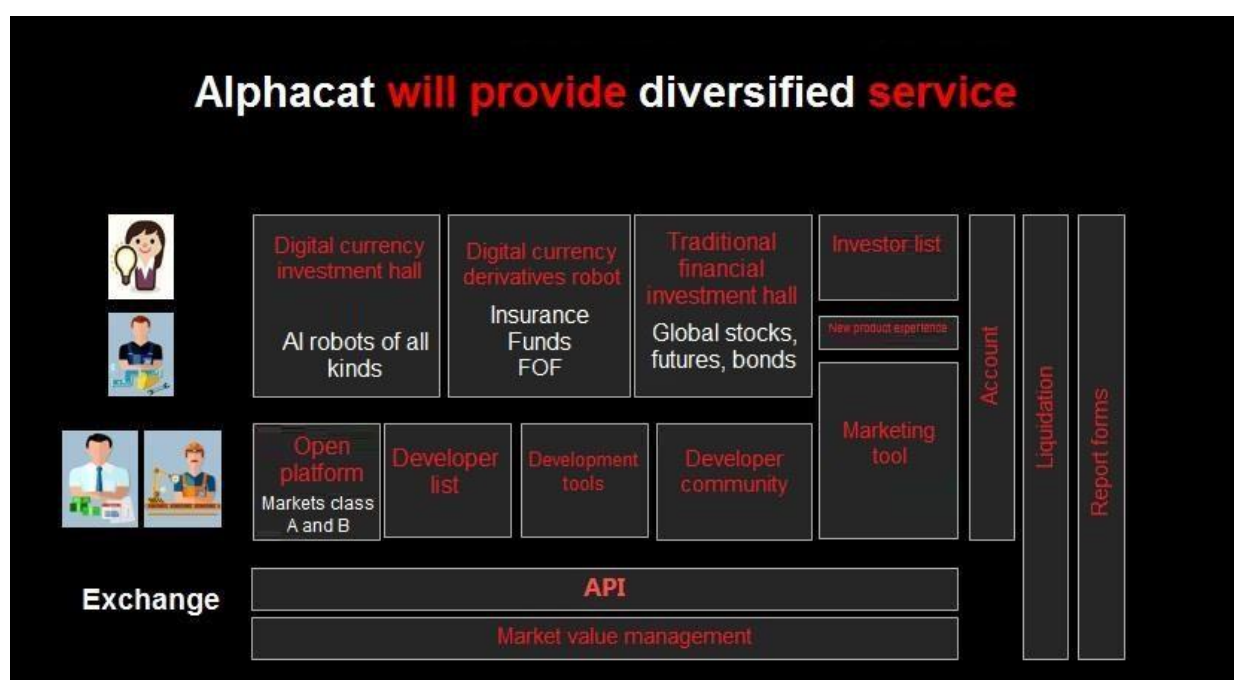 Alphacat will provide diversified service
Digital currency
investment hall
AI robots of all
kinds
Digital currency
derivatives robot
Insurance
Funds
FOF
Traditional
financial
investment hall
Global stocks,
futures, bonds
Investor list
New product experience
Marketing
tool
Account
Liquidation
Report forms
Open
platform
Markets class
A and B
Developer
list
Development
tools
Developer
community
Exchange
API
Market value management